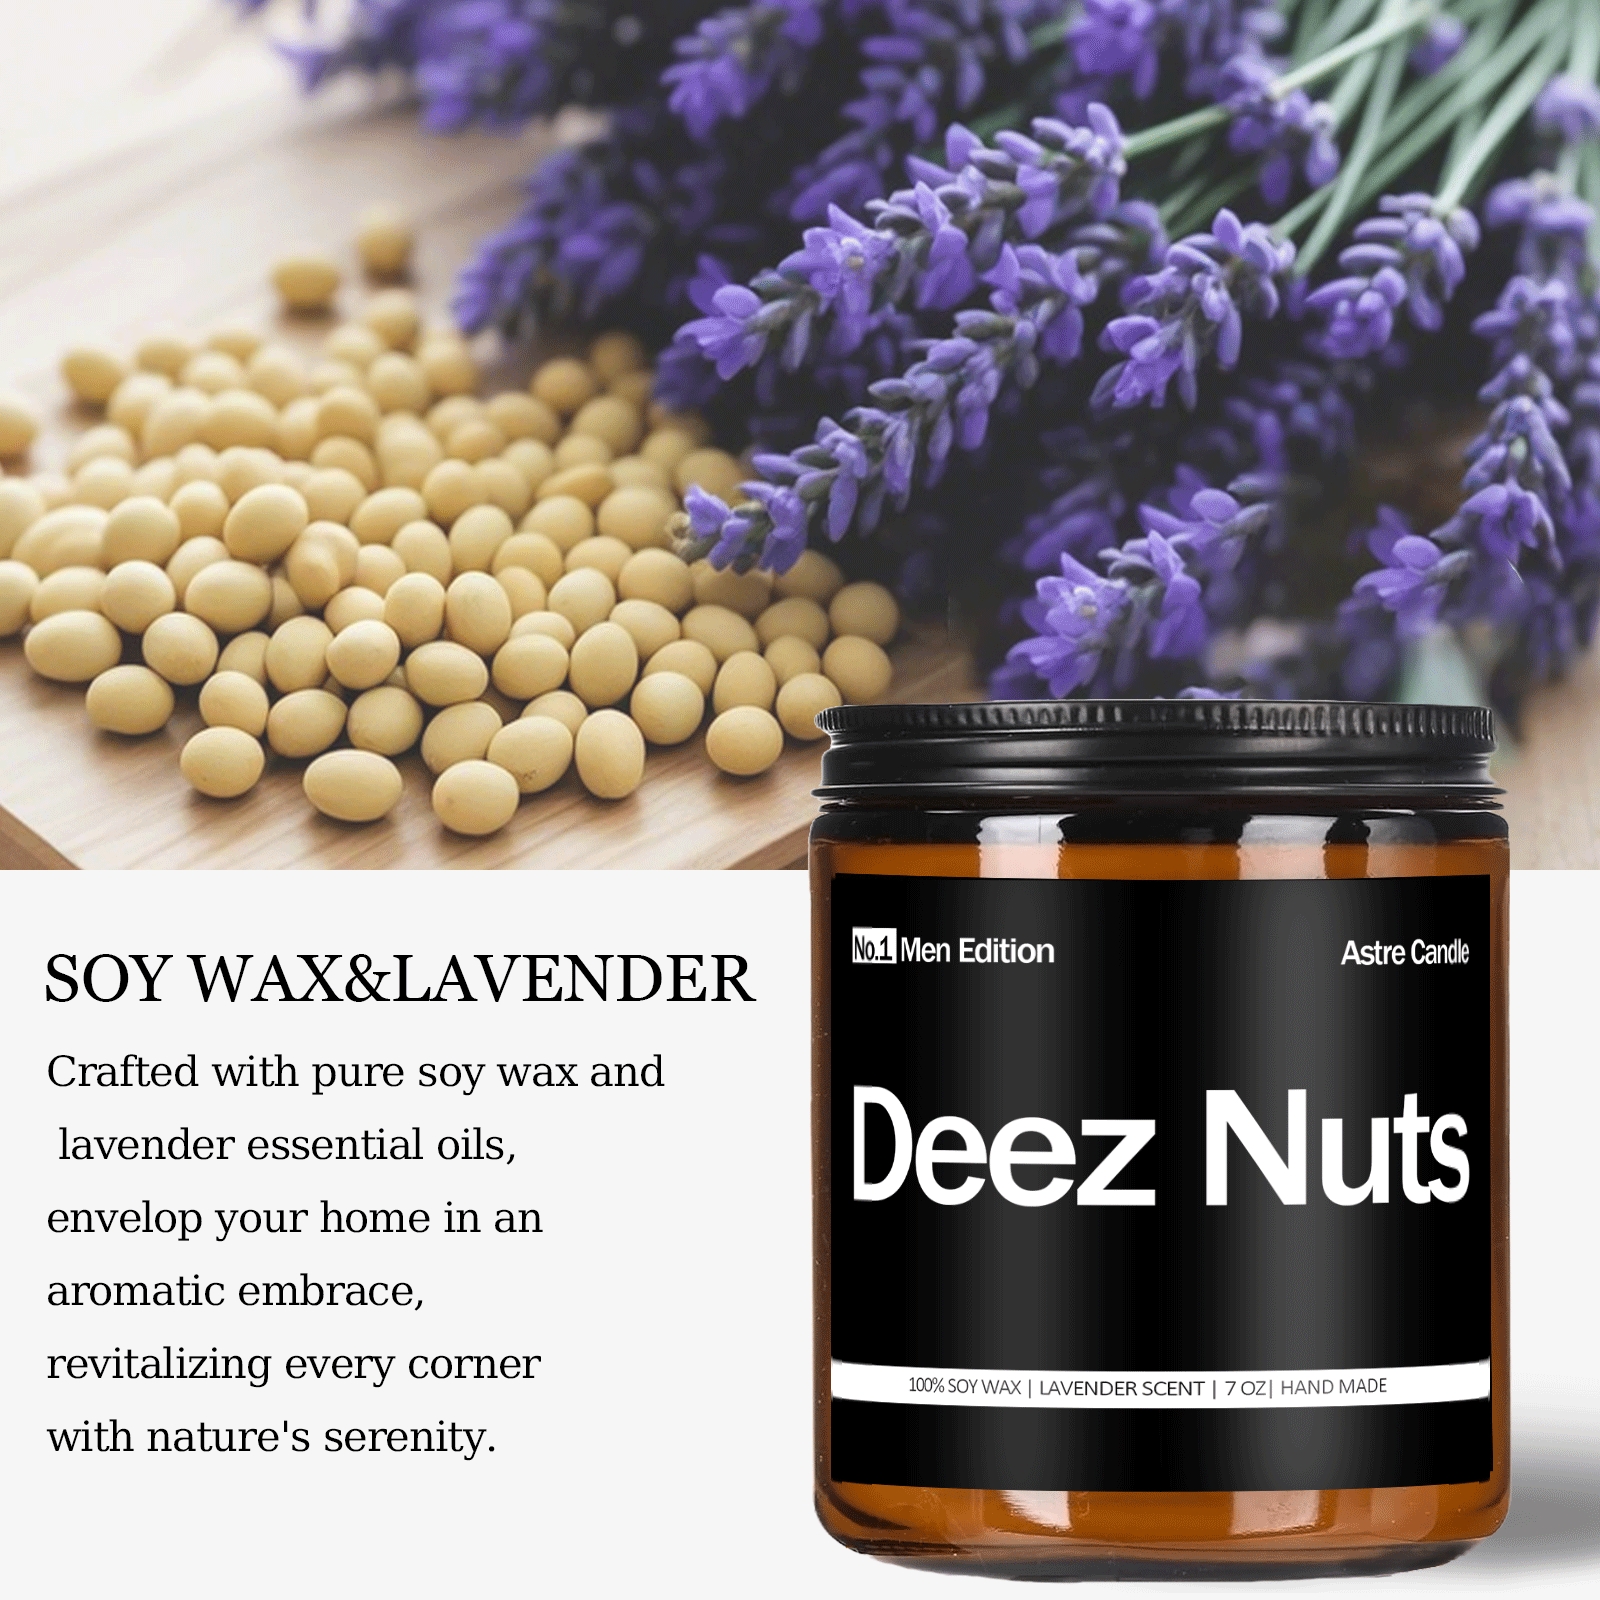 SOY WAX&LAVENDER
Crafted with pure soy wax and
lavender essential oils,
envelop your home in an
aromatic embrace,
revitalizing every corner
with nature's serenity.
No.1 Men Edition
Astre Candle
Deez Nuts
100% SOY WAX | LAVENDER SCENT | 7 OZ| HAND MADE